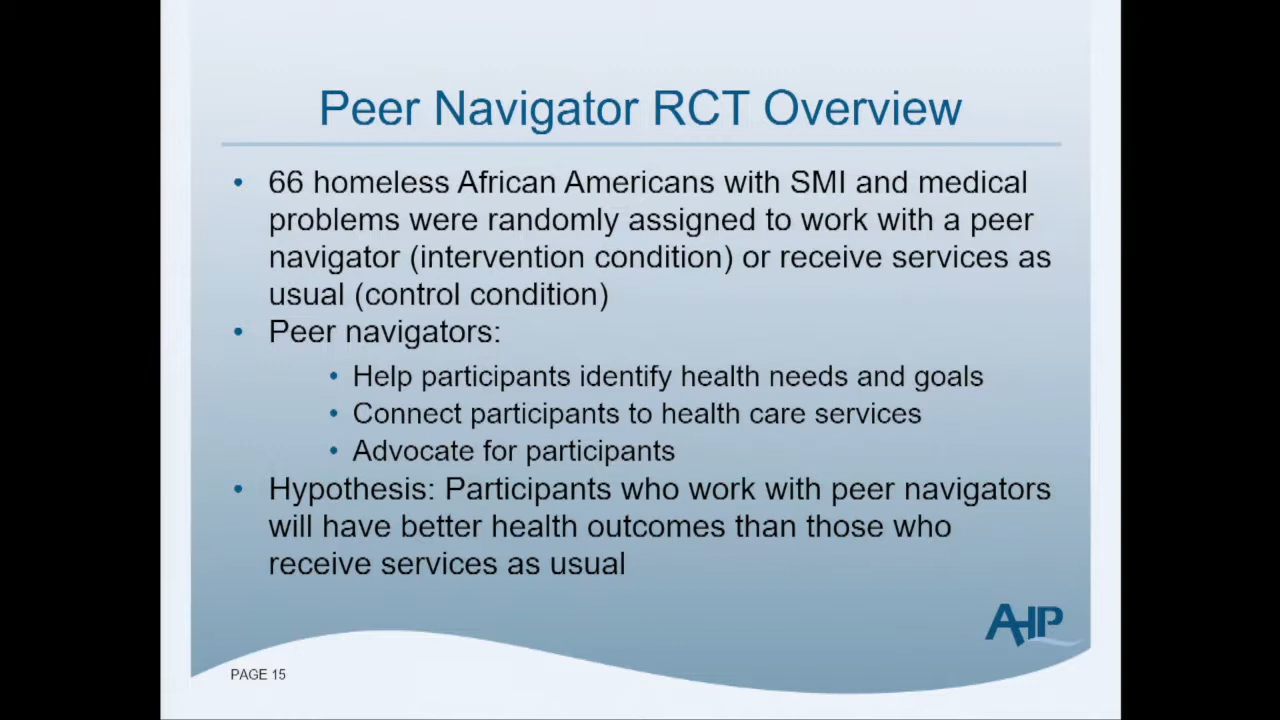 Peer Navigator RCT Overview
• 66 homeless African Americans with SMI and medical
problems were randomly assigned to work with a peer
navigator (intervention condition) or receive services as
usual (control condition)
• Peer navigators:
• Help participants identify health needs and goals
• Connect participants to health care services
• Advocate for participants
• Hypothesis: Participants who work with peer navigators
will have better health outcomes than those who
receive services as usual
AHP
PAGE 15